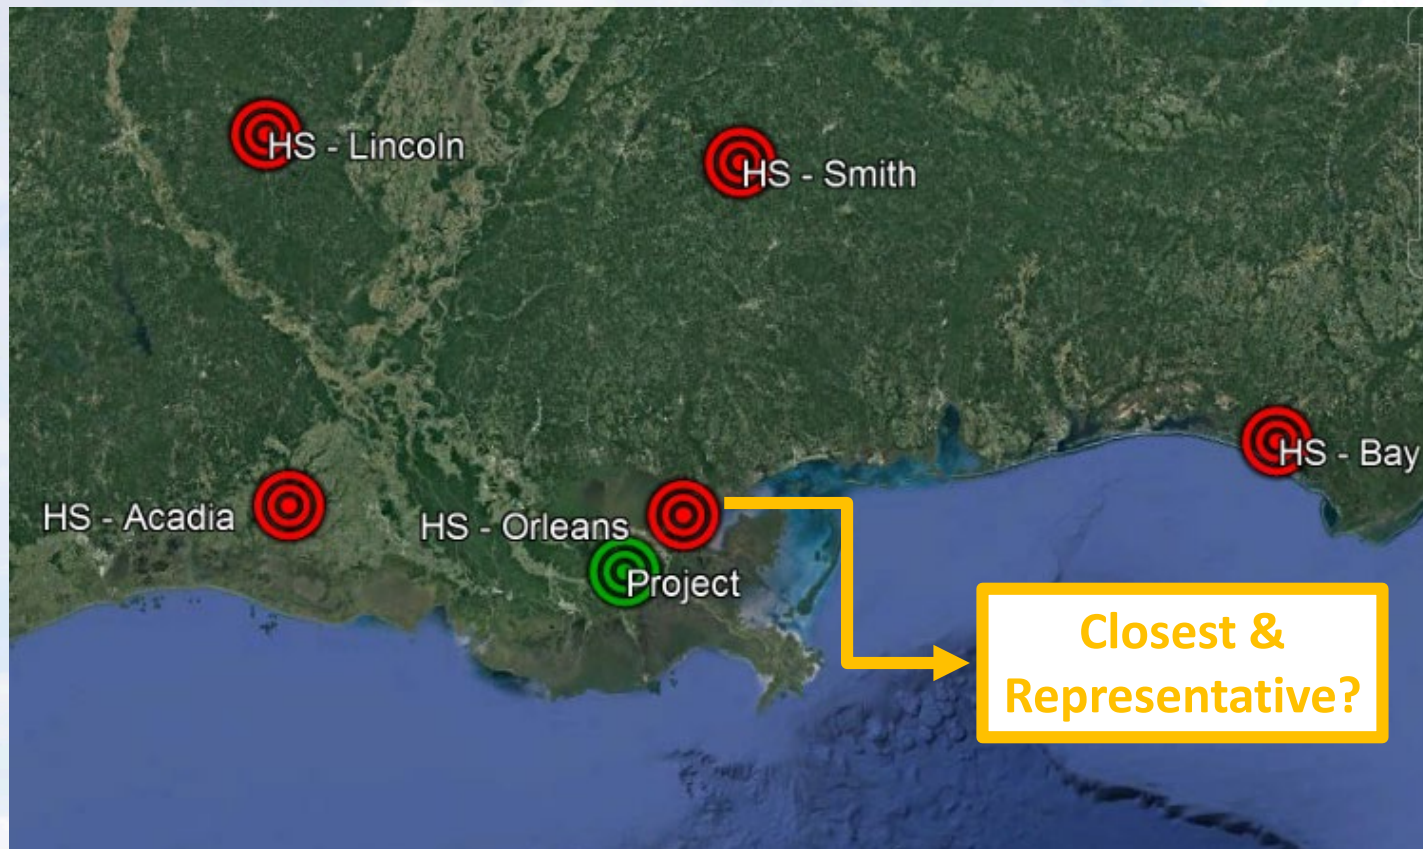 HS - Lincoln
HS - Smith
HS - Bay
HS - Acadia
HS - Orleans
Project
Closest &
Representative?